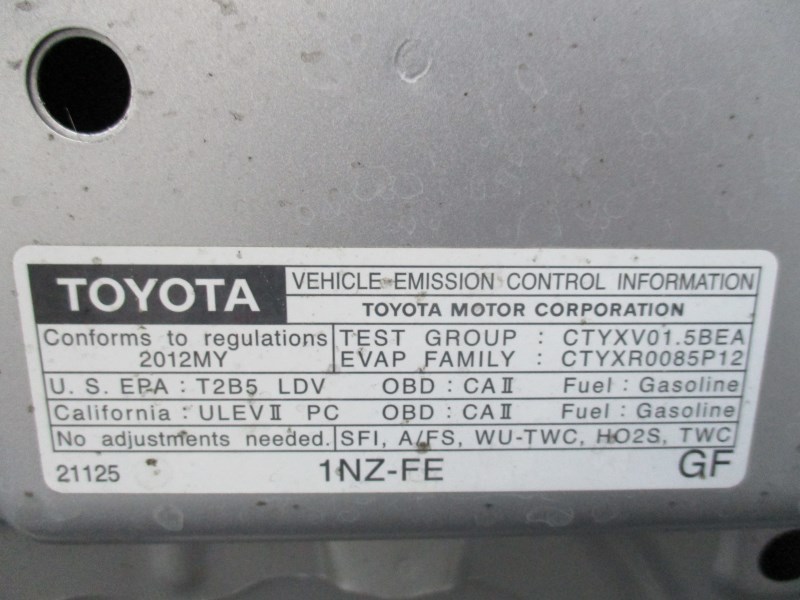 TOYOTA
VEHICLE EMISSION CONTROL INFORMATION
TOYOTA MOTOR CORPORATION
Conforms to regulations
2012MY
TEST GROUP : CTYXV01.5BEA
EVAP FAMILY : CTYXR0085P12
U. S. EPA : T2B5 LDV OBD : CAⅡ Fuel : Gasoline
California : ULEVⅡ PC OBD : CAⅡ Fuel : Gasoline
No adjustments needed. SFI, A/FS, WU-TWC, HO2S, TWC
21125 1NZ-FE GF